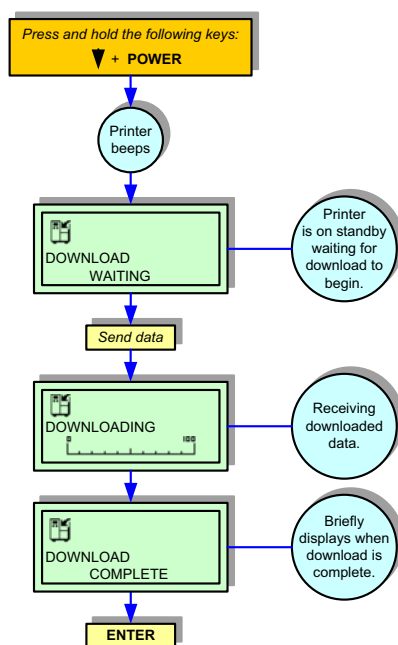 Press and hold the following keys:
+ POWER
Printer
beeps
DOWNLOAD
WAITING
Printer
is on standby
waiting for
download to
begin.
Send data
DOWNLOADING
0 100
Receiving
downloaded
data.
DOWNLOAD
COMPLETE
Briefly
displays when
download is
complete.
ENTER